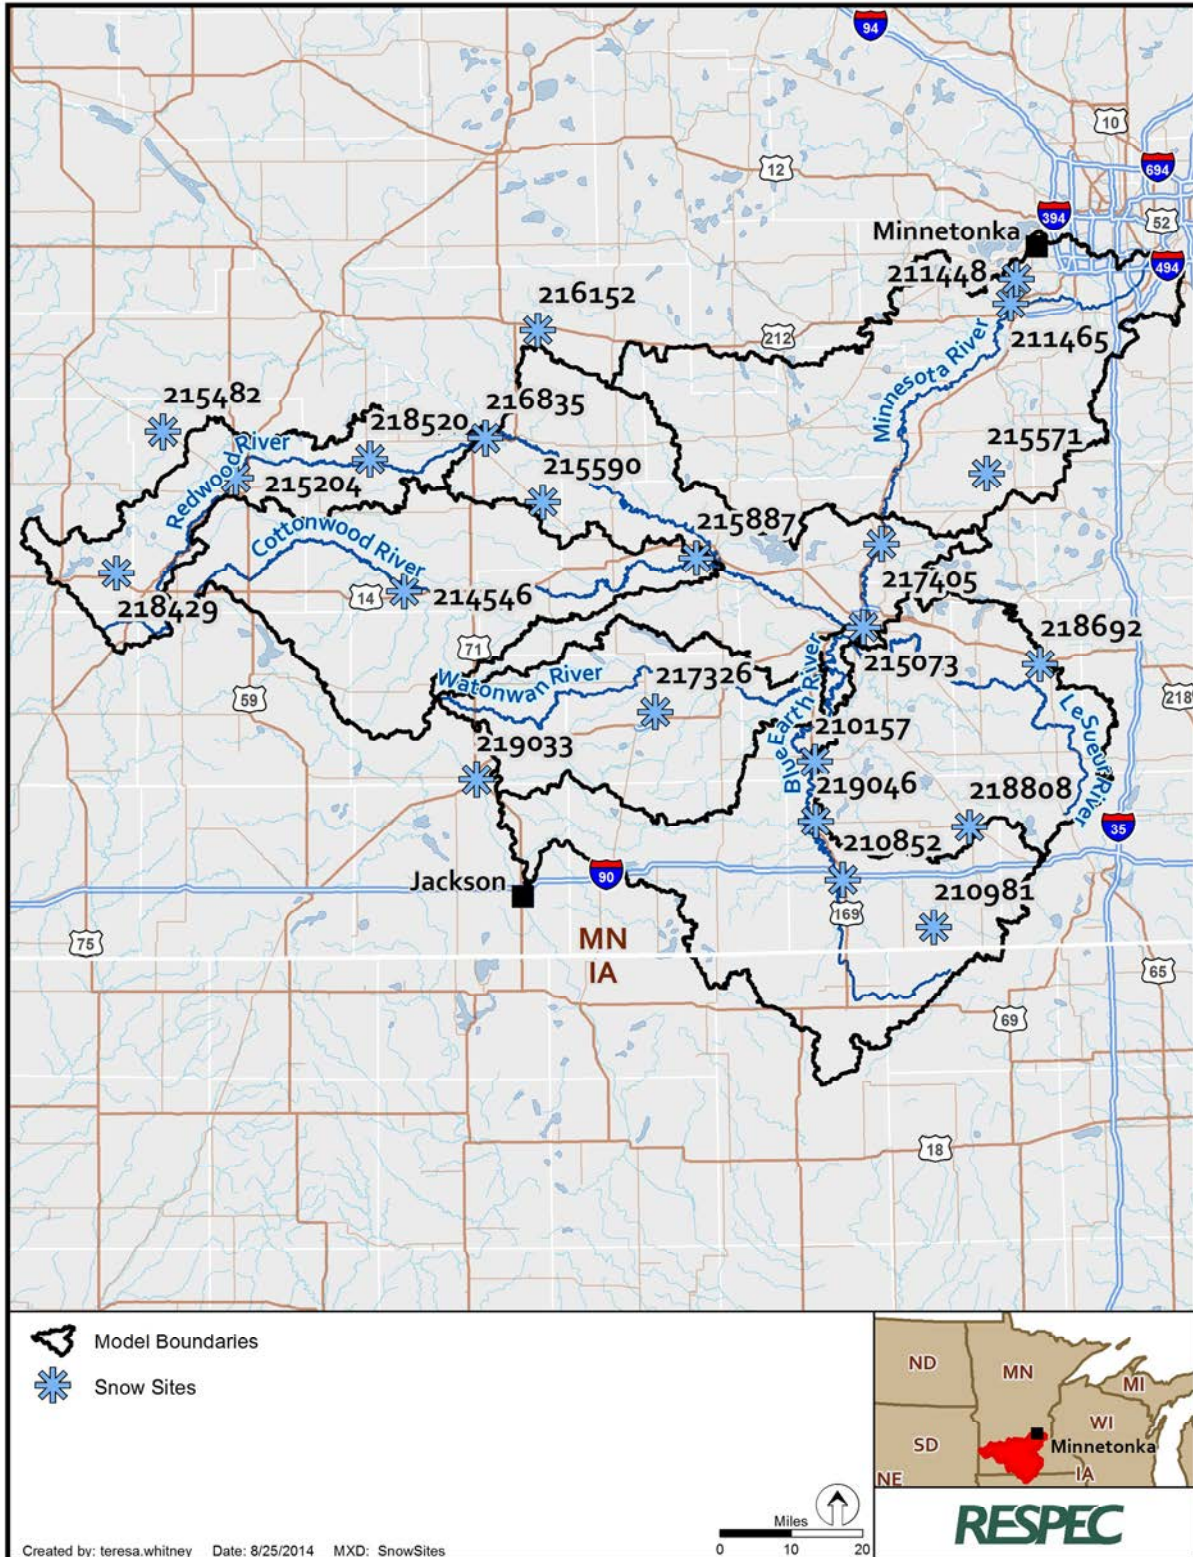 94
10
12
694
394
52
Minnetonka
494
211448
216152
212
211465
Minnesota River
215482
216835
218520
215571
Redwood River
215590
215204
215887
Cottonwood River
217405
14
214546
218429
218692
71
215073
Watonwan River
217326
59
218
Blue Earth River
210157
Le Sueur River
219033
219046
218808
35
210852
Jackson
90
210981
169
75
MN
IA
65
69
18
Model Boundaries
Snow Sites
ND
MN
MI
WI
SD
Minnetonka
NE
IA
Miles
0 10 20
RESPEC
Created by: teresa.whitney Date: 8/25/2014 MXD: SnowSites